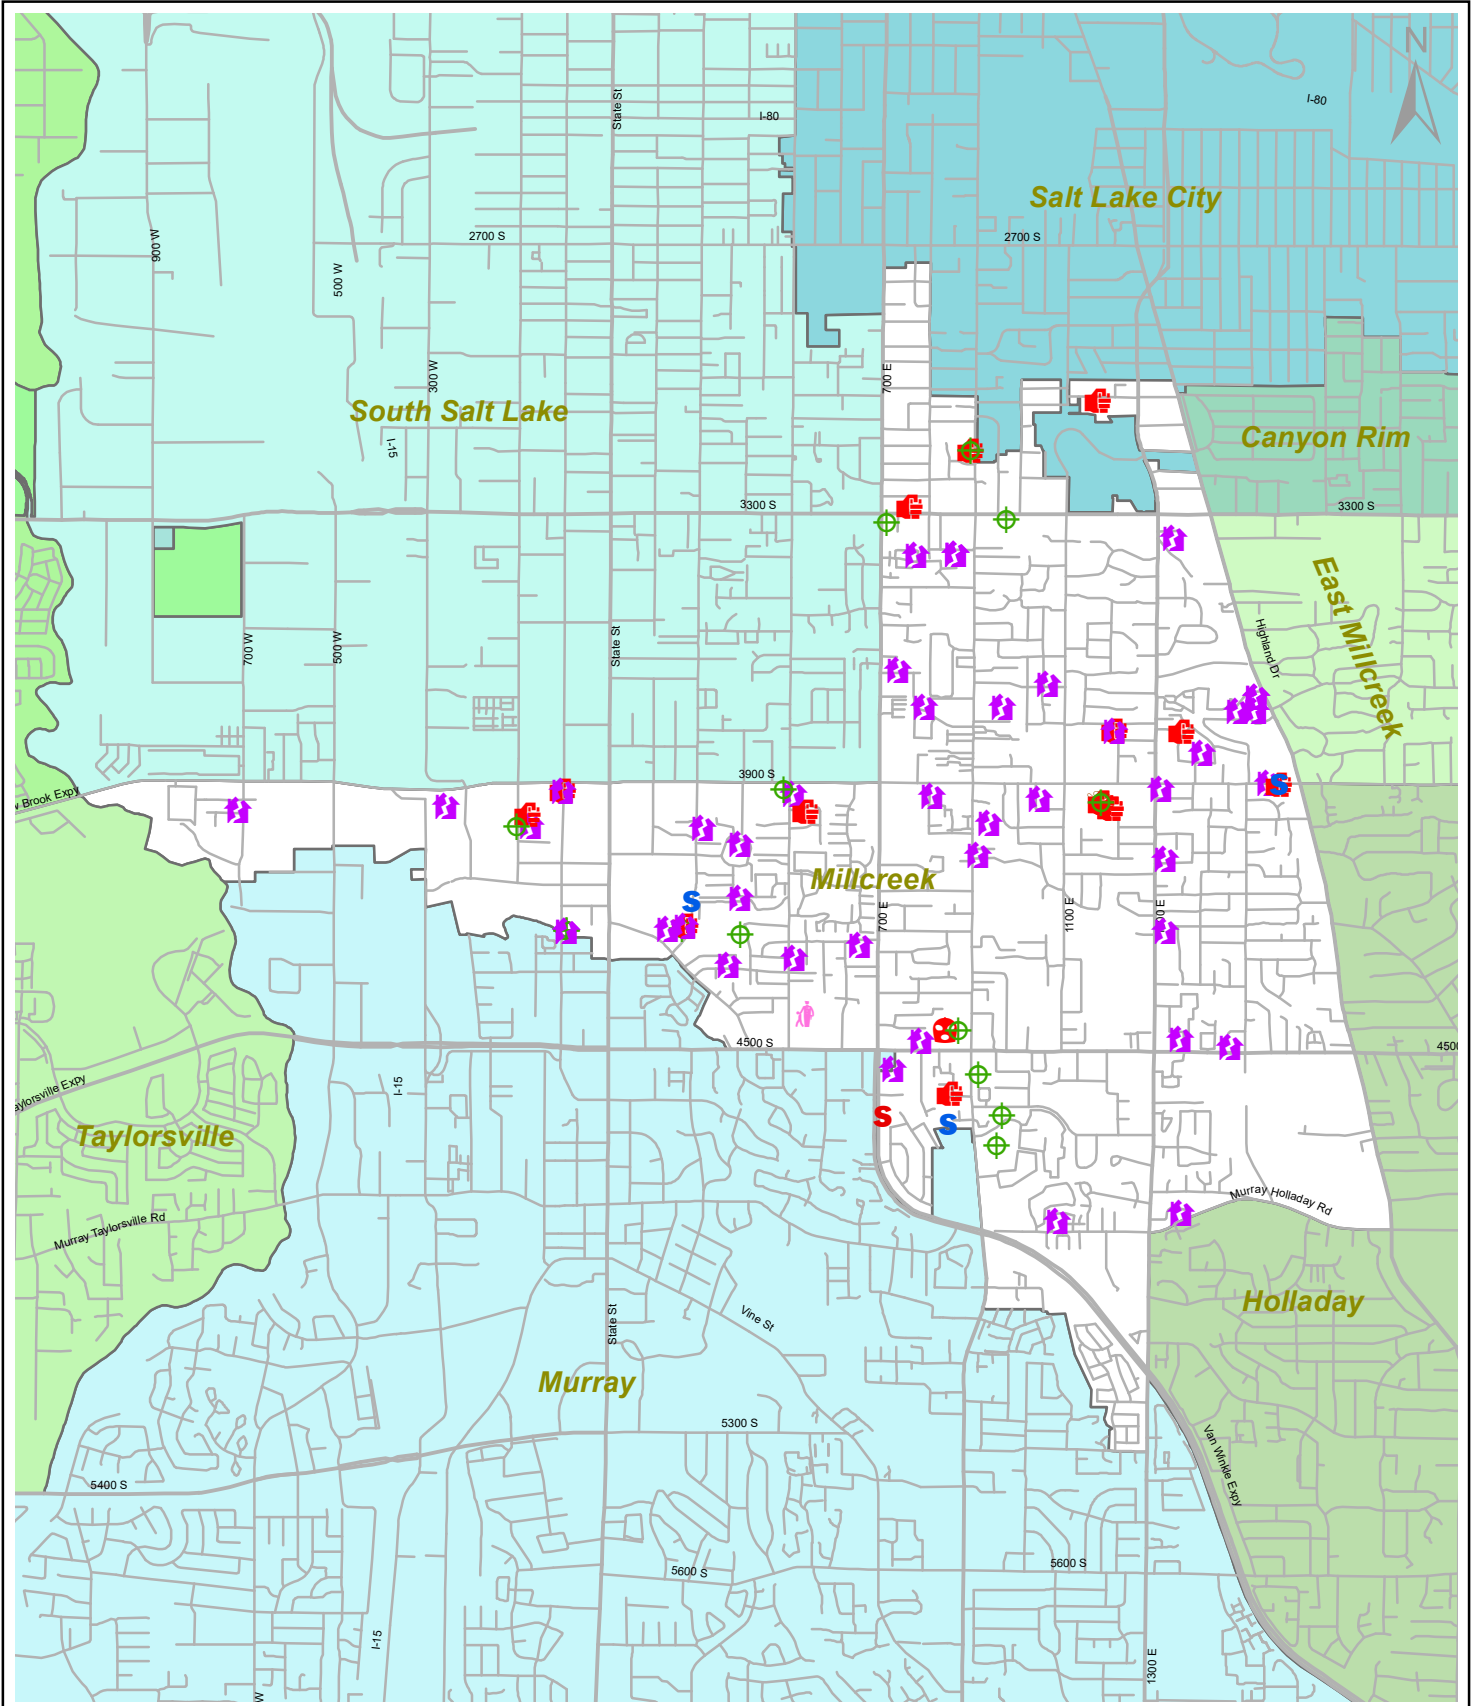 N
I-80
State St
I-80
Salt Lake City
2700 S
2700 S
900 W
500 W
300 W
700 E
South Salt Lake
I-15
Canyon Rim
3300 S
3300 S
East Millcreek
Highland Dr
700 W
500 W
State St
3900 S
w Brook Expy
S
Millcreek
S
700 E
1100 E
0 E
4500 S
4500
aylorsville Expy
I-15
S
S
Taylorsville
Murray Holladay Rd
Murray Taylorsville Rd
Holladay
State St
Vine St
Murray
5300 S
Van Winkle Expy
5400 S
5600 S
5600 S
I-15
1300 E
W